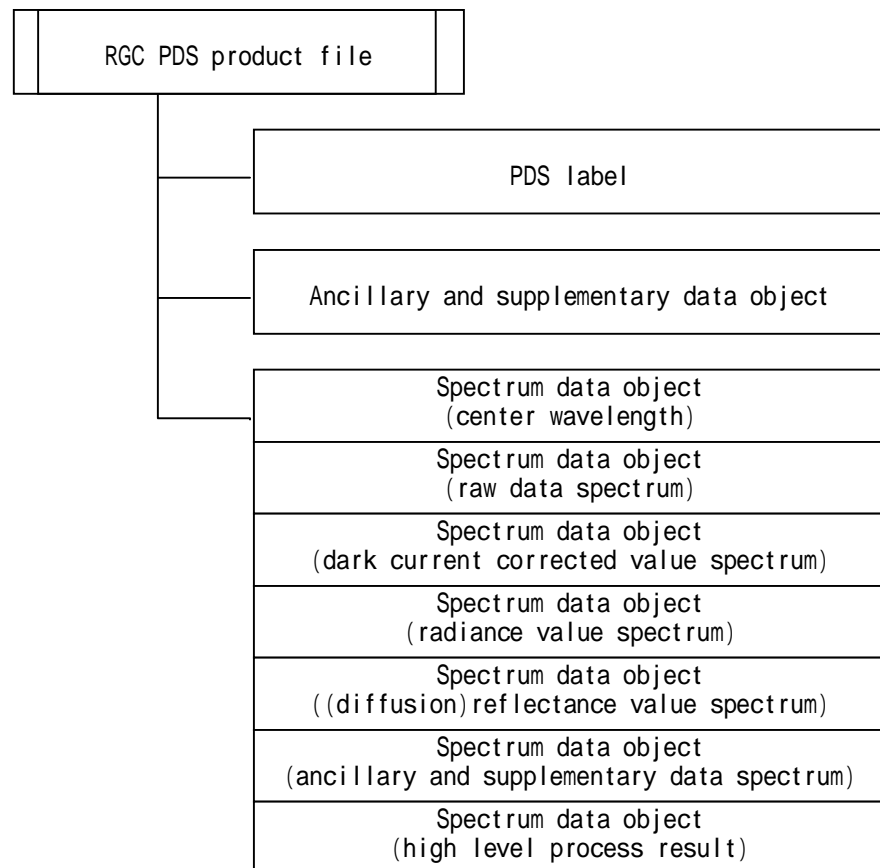 RGC PDS product file
PDS label
Ancillary and supplementary data object
Spectrum data object
(center wavelength)
Spectrum data object
(raw data spectrum)
Spectrum data object
(dark current corrected value spectrum)
Spectrum data object
(radiance value spectrum)
Spectrum data object
((diffusion)reflectance value spectrum)
Spectrum data object
(ancillary and supplementary data spectrum)
Spectrum data object
(high level process result)